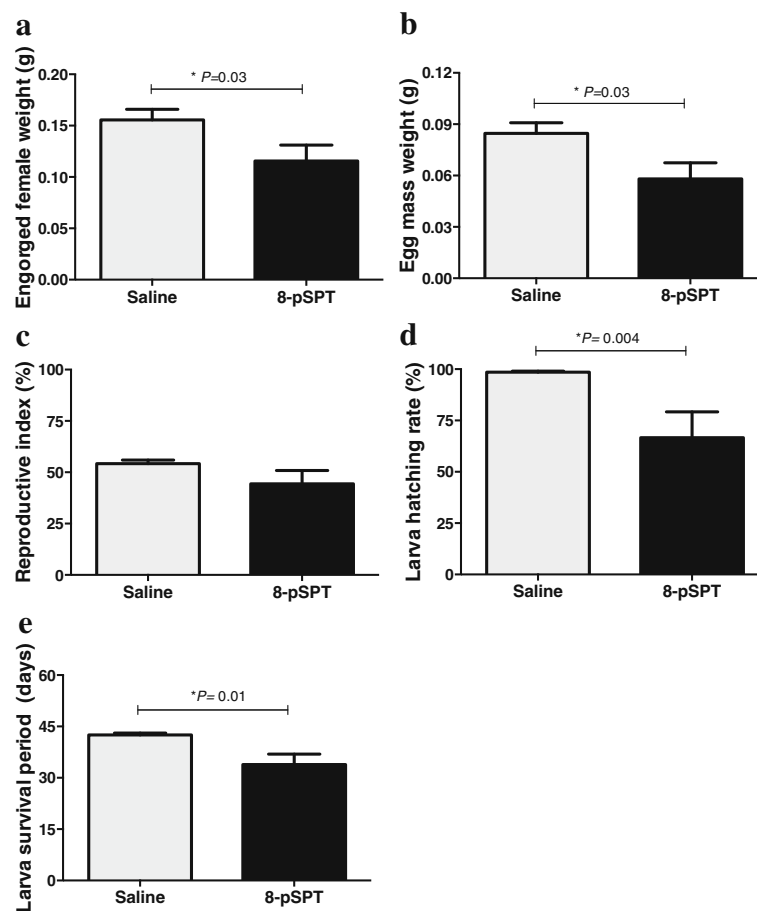 a
Engorged female weight (g)
0.20
0.15
0.10
0.05
0.00
* P=0.03
Saline
8-pSPT
b
Egg mass weight (g)
0.12
0.09
0.06
0.03
0.00
* P=0.03
Saline
8-pSPT
c
Reproductive index (%)
100
75
50
25
0
Saline
8-pSPT
d
Larva hatching rate (%)
100
75
50
25
0
*P= 0.004
Saline
8-pSPT
e
Larva survival period (days)
60
45
30
15
0
*P= 0.01
Saline
8-pSPT